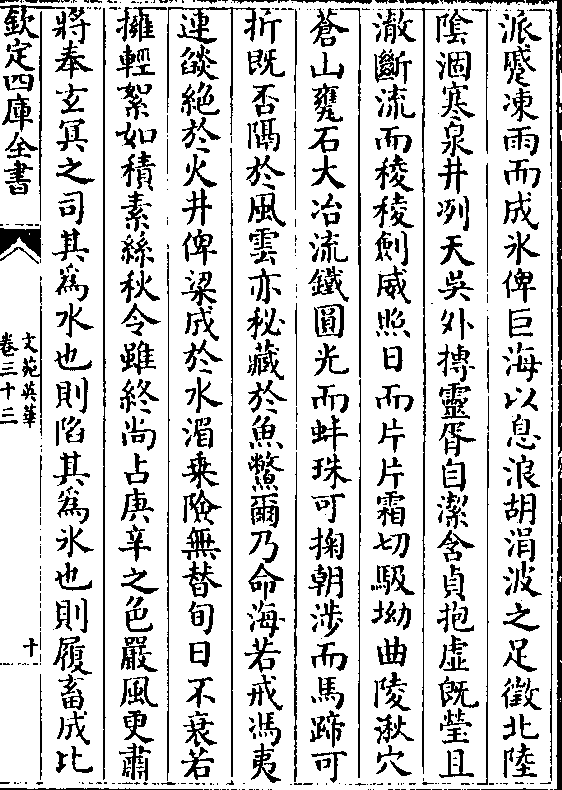 派蹙凍雨而成氷俾巨海以息浪胡涓波之足徵北陸
陰涸寒泉井冽天吳外摶靈胥自潔含貞抱虛既瑩且
澈斷流而稜稜劍威照日而片片霜切駁坳曲陵湫穴
蒼山甕石大冶流鐵圓光而蚌珠可掬朝渉而馬蹄可
折既否隔於風雲亦秘藏於魚鱉爾乃命海若戒馮夷
連燄絶於火井俾梁成於水湄乗險無替旬日不衰若
擁輕絮如積素絲秋令雖終尚占庚辛之色嚴風更肅
將奉玄冥之司其爲水也則陷其爲氷也則履畜成比
欽定四庫全書
文苑英華
卷三十二
十